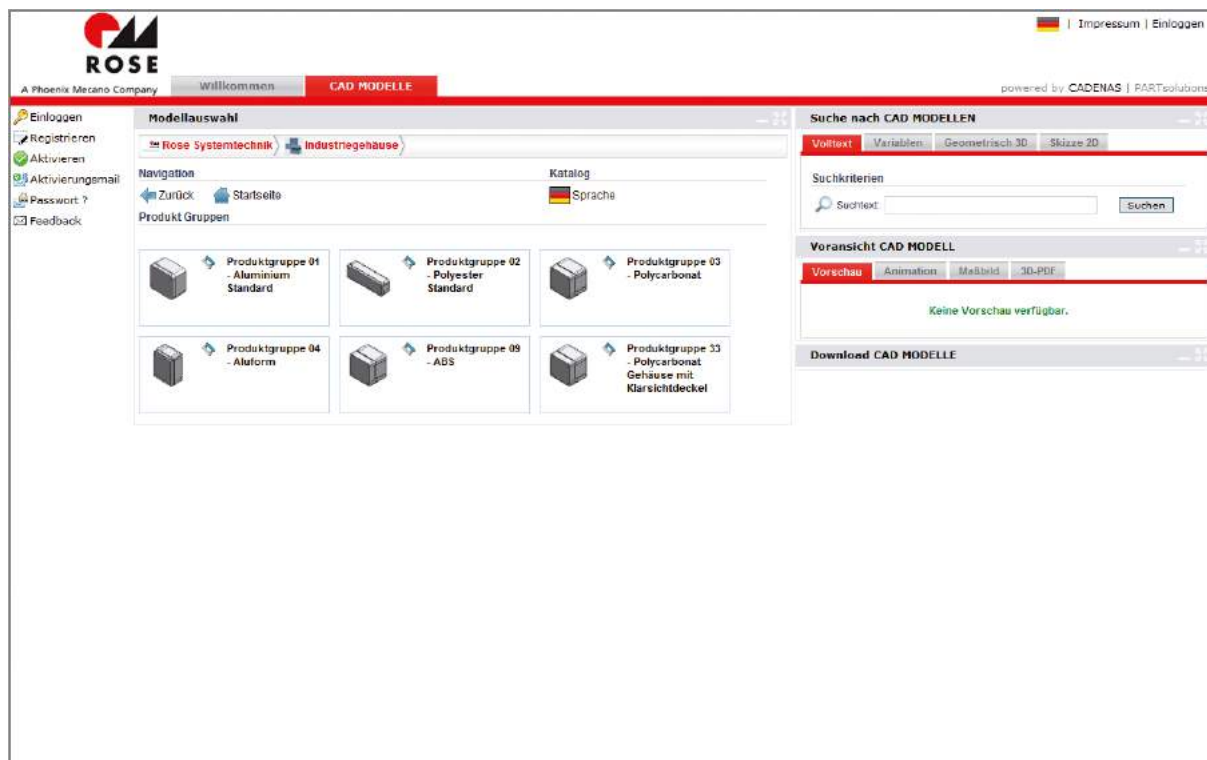 | Impressum | Einloggen
ROSE
A Phoenix Mecano Company
Willkommen
CAD MODELLE
powered by CADENAS | PARTsolutions
Einloggen
Registrieren
Aktivieren
Aktivierungsmail
Passwort ?
Feedback
Modellauswahl
Rose Systemtechnik
Industriegehäuse
Navigation
Katalog
Zurück
Startseite
Sprache
Produkt Gruppen
Produktgruppe 01
- Aluminium
Standard
Produktgruppe 02
- Polyester
Standard
Produktgruppe 03
- Polycarbonat
Produktgruppe 04
- Aluform
Produktgruppe 09
- ABS
Produktgruppe 33
- Polycarbonat
Gehäuse mit
Klarsichtdeckel
Suche nach CAD MODELLEN
Volltext
Variablen
Geometrisch 3D
Skizze 2D
Suchkriterien
Suchtext
Suchen
Voransicht CAD MODELL
Vorschau
Animation
Maßbild
3D-PDF
Keine Vorschau verfügbar.
Download CAD MODELLE